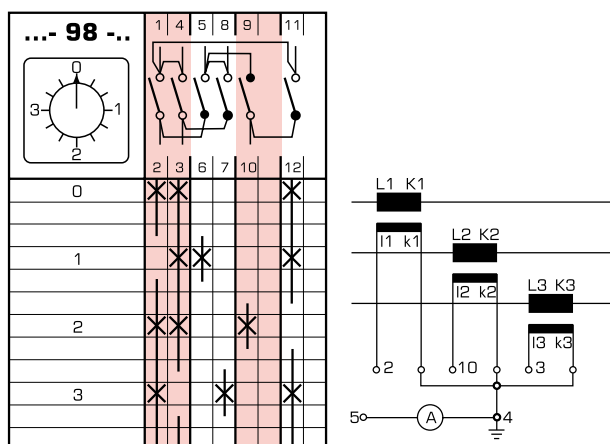 ...- 98 -..
0
3 1
2
1 4 5 8 9 11
2 3 6 7 10 12
0
1
2
3
L1 K1
l1 k1
L2 K2
l2 k2
L3 K3
l3 k3
2 10 3
5 A 4